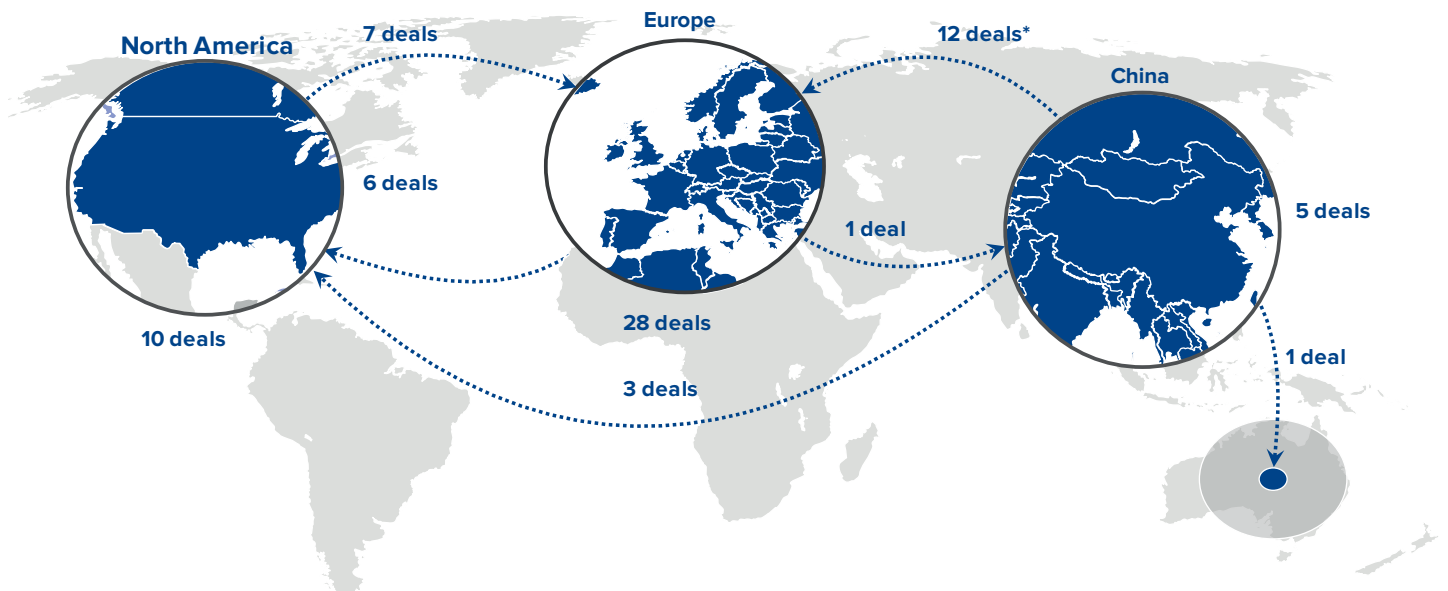 Europe
7 deals
12 deals*
North America
China
6 deals
5 deals
1 deal
28 deals
10 deals
1 deal
3 deals